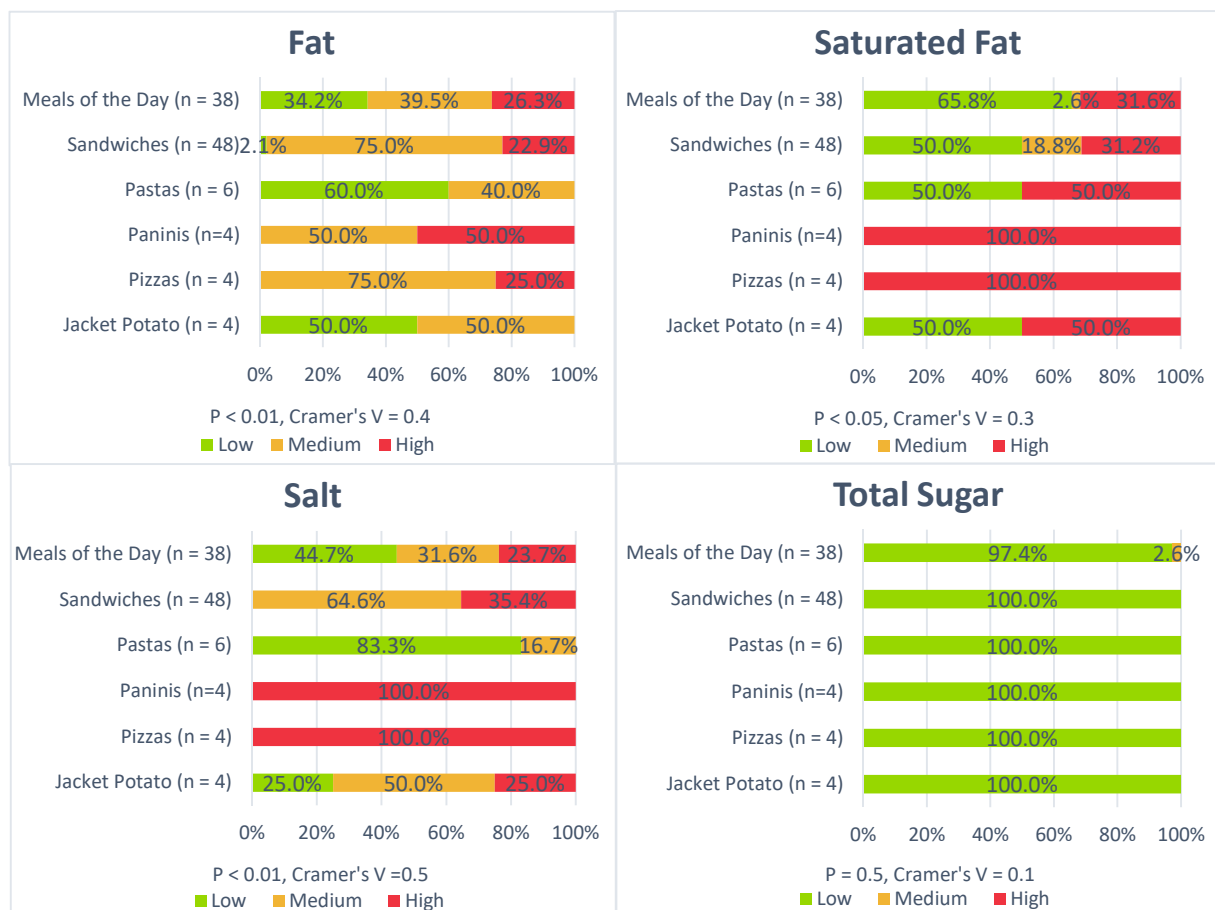 Fat
Meals of the Day (n = 38) 34.2% 39.5% 26.3%
Sandwiches (n = 48) 2.1% 75.0% 22.9%
Pastas (n = 6) 60.0% 40.0%
Paninis (n=4) 50.0% 50.0%
Pizzas (n = 4) 75.0% 25.0%
Jacket Potato (n = 4) 50.0% 50.0%
0% 20% 40% 60% 80% 100%
P < 0.01, Cramer's V = 0.4
Low Medium High
Saturated Fat
Meals of the Day (n = 38) 65.8% 2.6% 31.6%
Sandwiches (n = 48) 50.0% 18.8% 31.2%
Pastas (n = 6) 50.0% 50.0%
Paninis (n=4) 100.0%
Pizzas (n = 4) 100.0%
Jacket Potato (n = 4) 50.0% 50.0%
0% 20% 40% 60% 80% 100%
P < 0.05, Cramer's V = 0.3
Low Medium High
Salt
Meals of the Day (n = 38) 44.7% 31.6% 23.7%
Sandwiches (n = 48) 64.6% 35.4%
Pastas (n = 6) 83.3% 16.7%
Paninis (n=4) 100.0%
Pizzas (n = 4) 100.0%
Jacket Potato (n = 4) 25.0% 50.0% 25.0%
0% 20% 40% 60% 80% 100%
P < 0.01, Cramer's V =0.5
Low Medium High
Total Sugar
Meals of the Day (n = 38) 97.4% 2.6%
Sandwiches (n = 48) 100.0%
Pastas (n = 6) 100.0%
Paninis (n=4) 100.0%
Pizzas (n = 4) 100.0%
Jacket Potato (n = 4) 100.0%
0% 20% 40% 60% 80% 100%
P = 0.5, Cramer's V = 0.1
Low Medium High